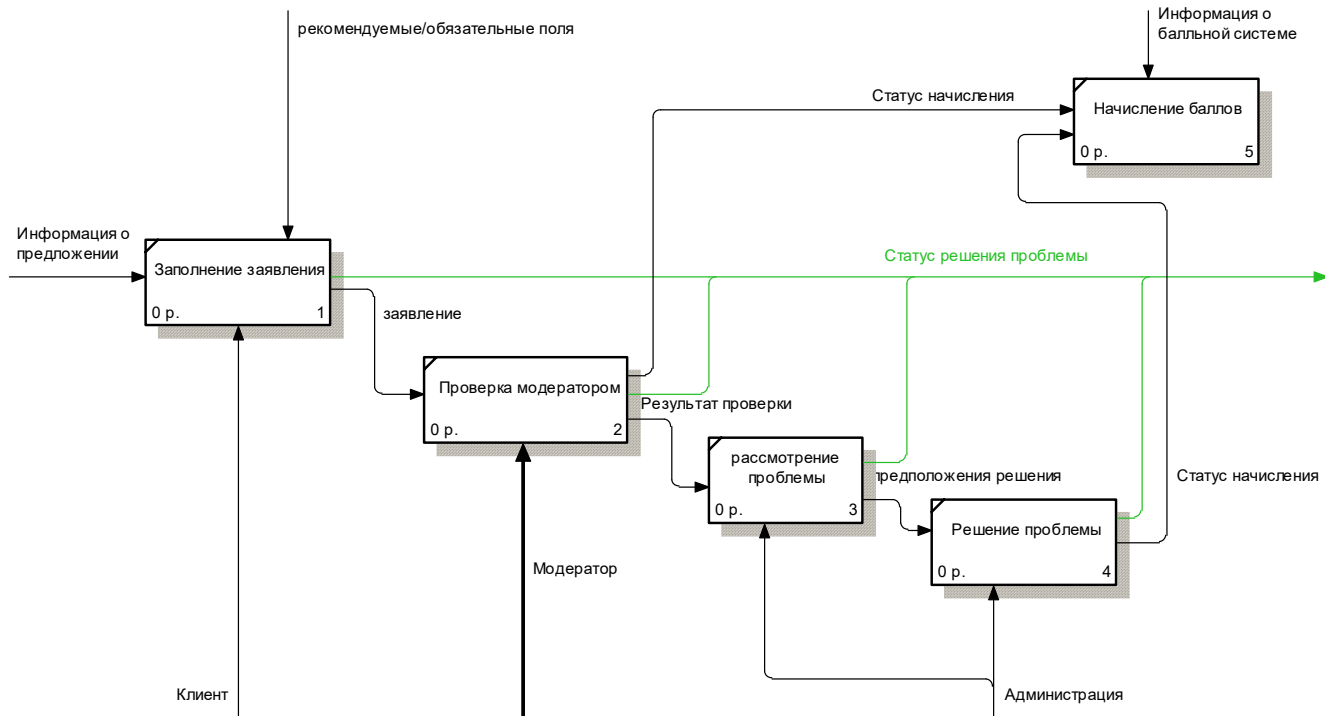 рекомендуемые/обязательные поля
Информация о
балльной системе
Статус начисления
Начисление баллов
0 р.
5
Информация о
предложении
Заполнение заявления
0 р.
1
Статус решения проблемы
заявление
Проверка модератором
0 р.
2
Результат проверки
рассмотрение
проблемы
0 р.
3
предположения решения
Статус начисления
Решение проблемы
0 р.
4
Модератор
Клиент
Администрация